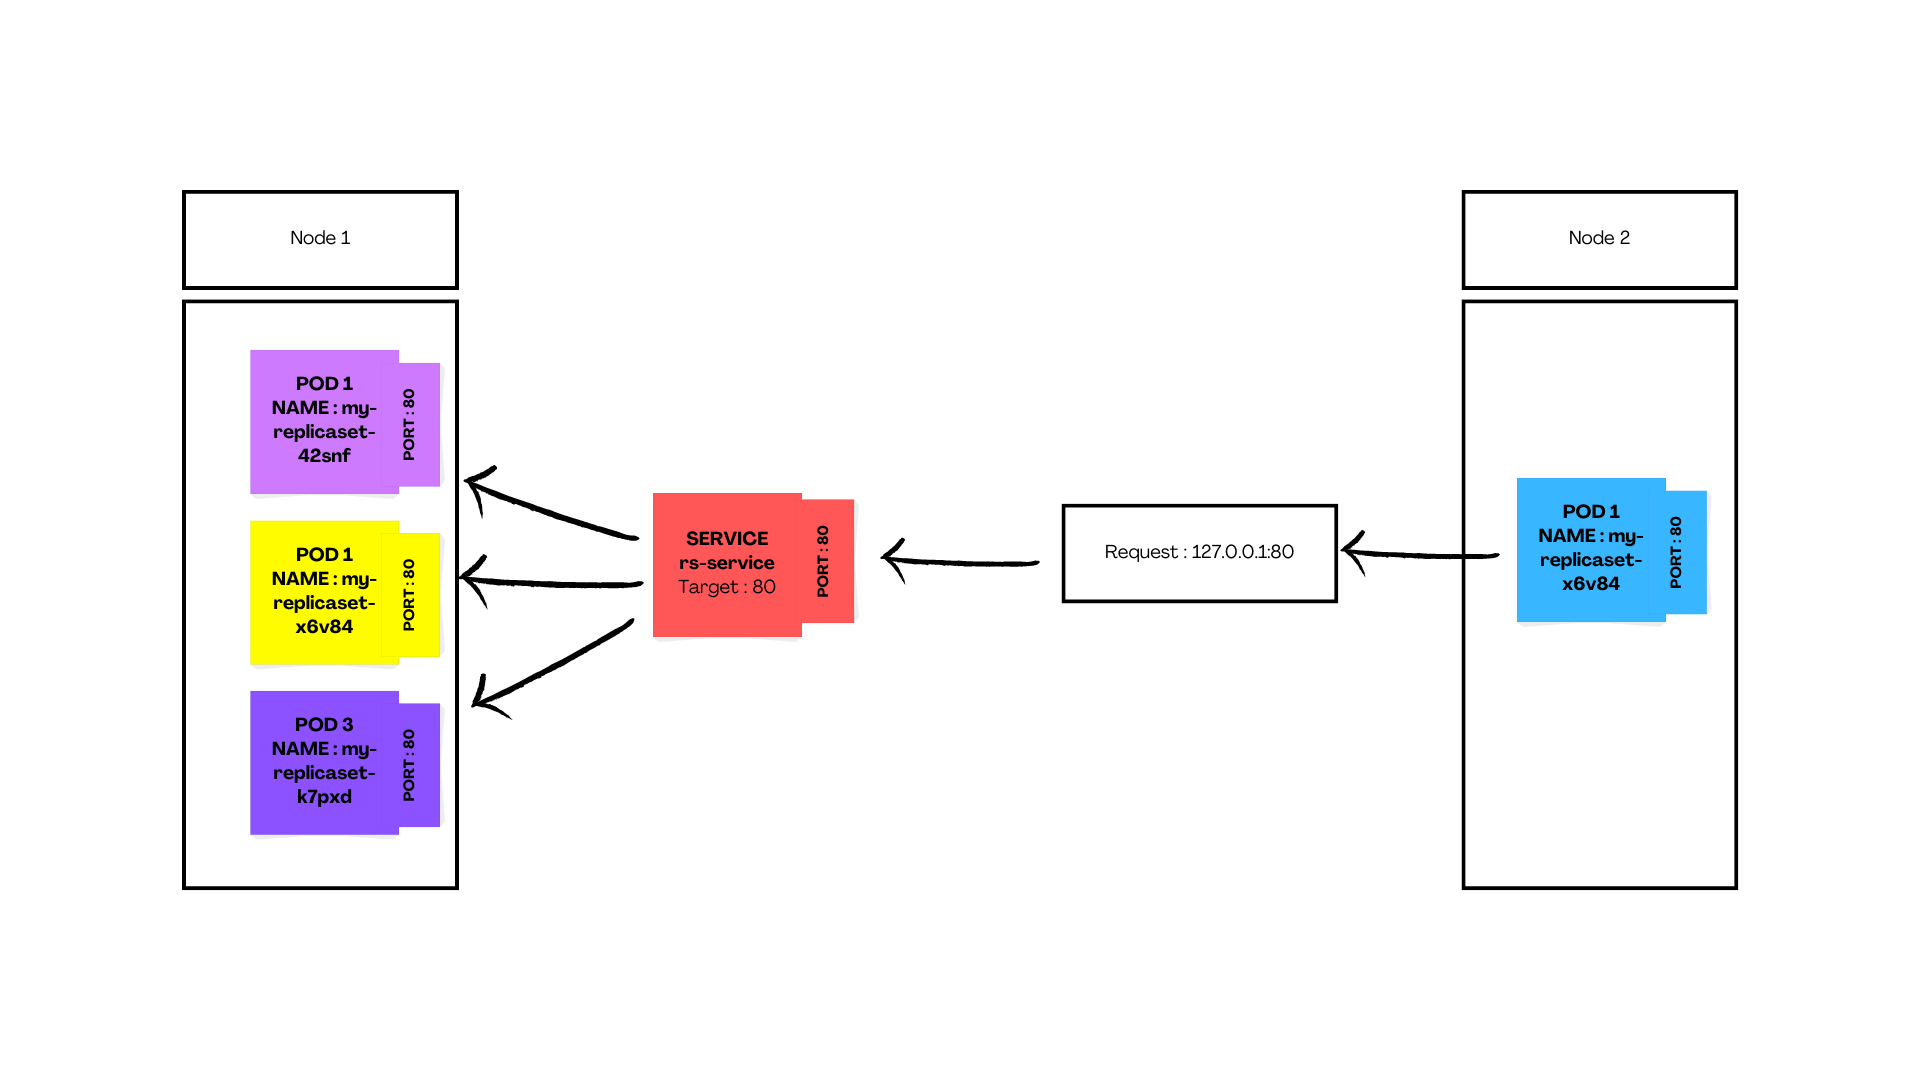 Node 1
POD 1
NAME : my-
replicaset-
42snf
PORT : 80
POD 1
NAME : my-
replicaset-
x6v84
PORT : 80
POD 3
NAME : my-
replicaset-
k7pxd
PORT : 80
SERVICE
rs-service
Target : 80
PORT : 80
Request : 127.0.0.1:80
Node 2
POD 1
NAME : my-
replicaset-
x6v84
PORT : 80